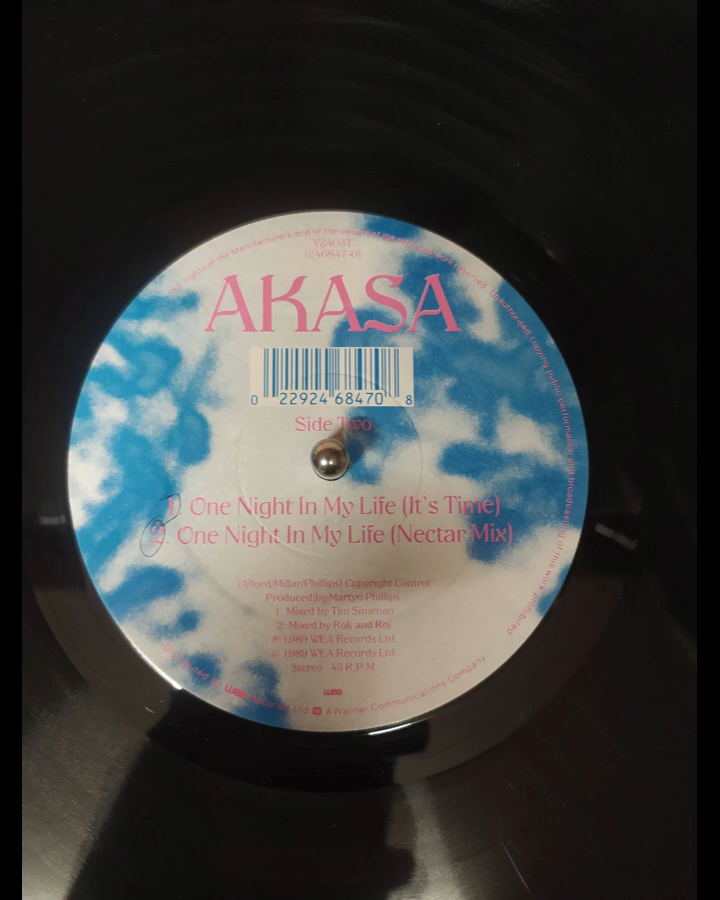 All rights of the Manufacturers and of the owner of the recorded work reserved. Unauthorised copying public performance and broadcasting of this work prohibited
YZ403T
(246847-0)
AKASA
0 22924 68470 8
Side Two
1. One Night In My Life (It's Time)
2. One Night In My Life (Nectar Mix)
(Alford/Millar/Phillips) Copyright Control
Produced by Martyn Phillips
1. Mixed by Tim Simenon
2. Mixed by Rok and Roj
℗ 1989 WEA Records Ltd.
© 1989 WEA Records Ltd.
Stereo 45 R.P.M.
wea
Distributed by wea Records Ltd. A Warner Communications Company